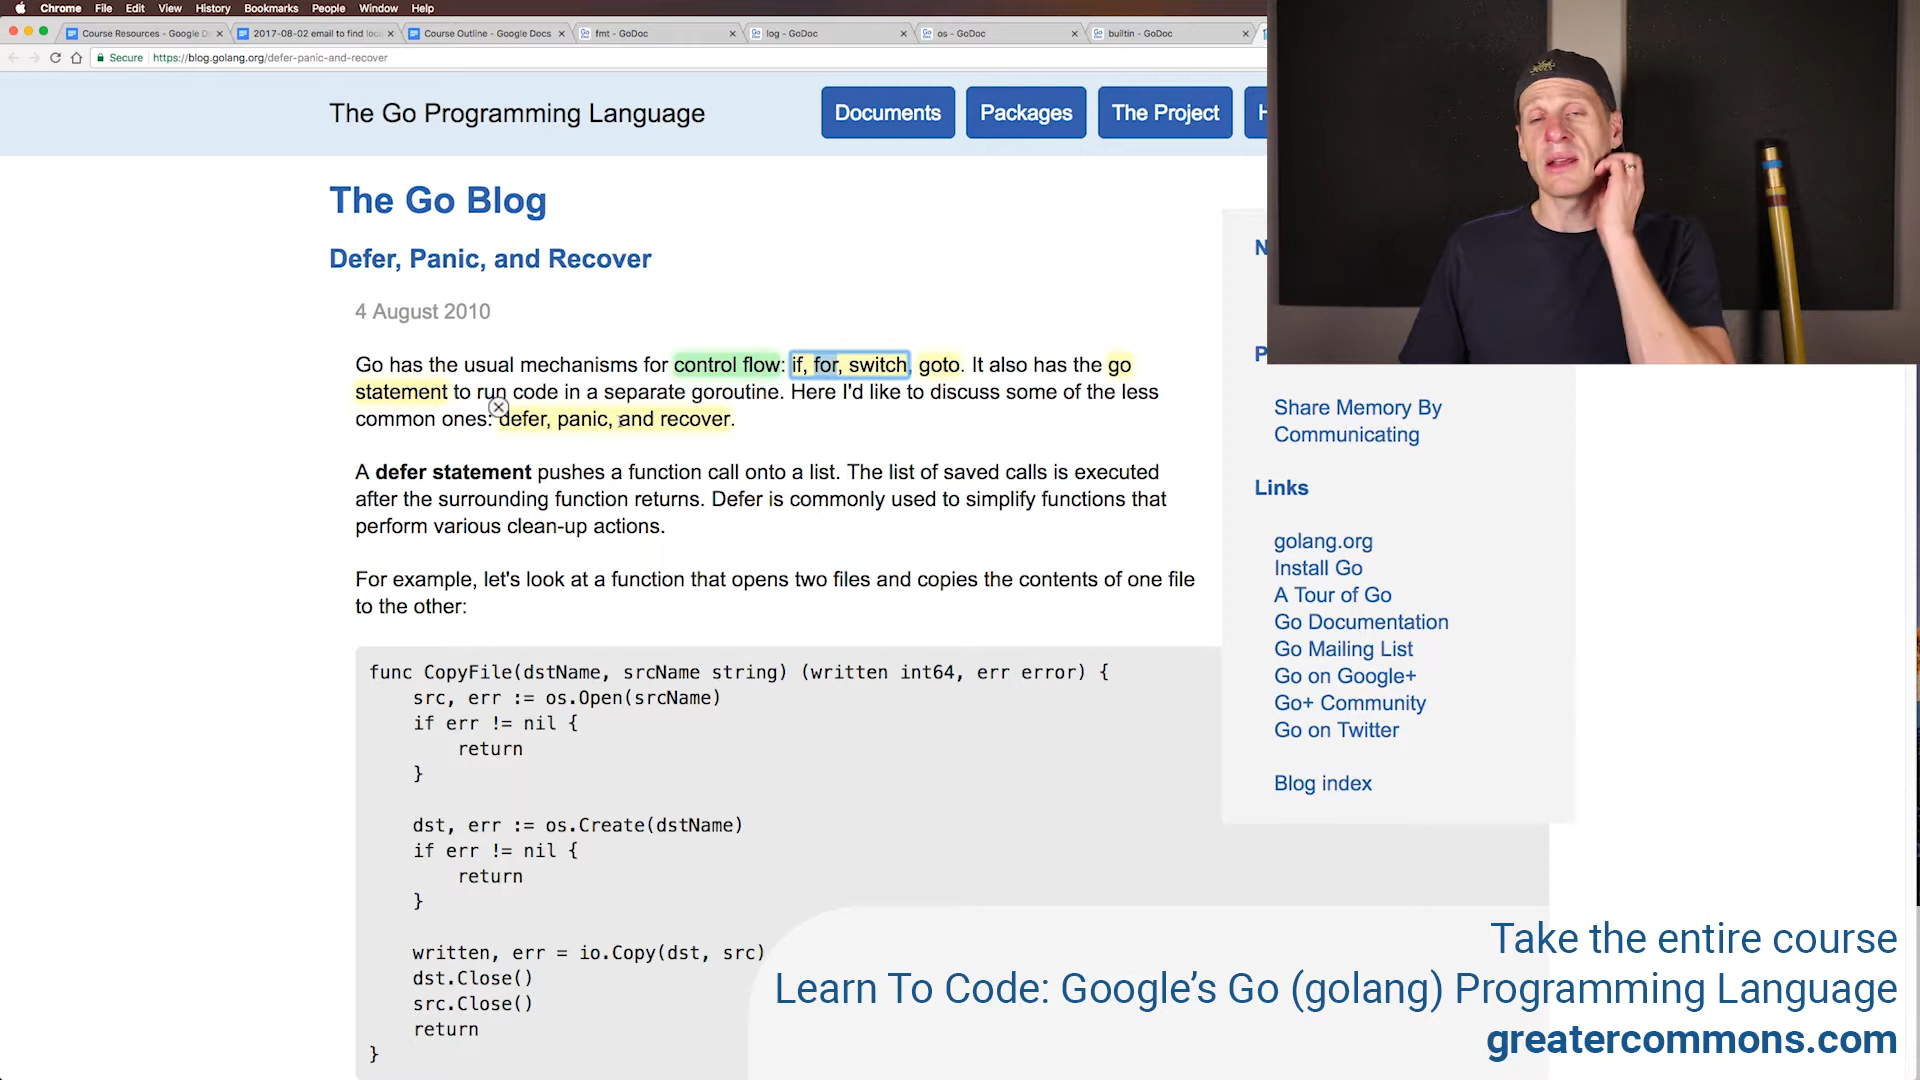 Chrome File Edit View History Bookmarks People Window Help
Course Resources - Google D
2017-08-02 email to find loca
Course Outline - Google Docs
fmt - GoDoc
log - GoDoc
os - GoDoc
builtin - GoDoc
Secure https://blog.golang.org/defer-panic-and-recover
The Go Programming Language
Documents
Packages
The Project
H
The Go Blog
Defer, Panic, and Recover
4 August 2010
Go has the usual mechanisms for control flow: if, for, switch, goto. It also has the go
statement to run code in a separate goroutine. Here I'd like to discuss some of the less
common ones: defer, panic, and recover.
A defer statement pushes a function call onto a list. The list of saved calls is executed
after the surrounding function returns. Defer is commonly used to simplify functions that
perform various clean-up actions.
For example, let's look at a function that opens two files and copies the contents of one file
to the other:
func CopyFile(dstName, srcName string) (written int64, err error) {
src, err := os.Open(srcName)
if err != nil {
return
}
dst, err := os.Create(dstName)
if err != nil {
return
}
written, err = io.Copy(dst, src)
dst.Close()
src.Close()
return
}
N
P
Share Memory By
Communicating
Links
golang.org
Install Go
A Tour of Go
Go Documentation
Go Mailing List
Go on Google+
Go+ Community
Go on Twitter
Blog index
Take the entire course
Learn To Code: Google’s Go (golang) Programming Language
greatercommons.com